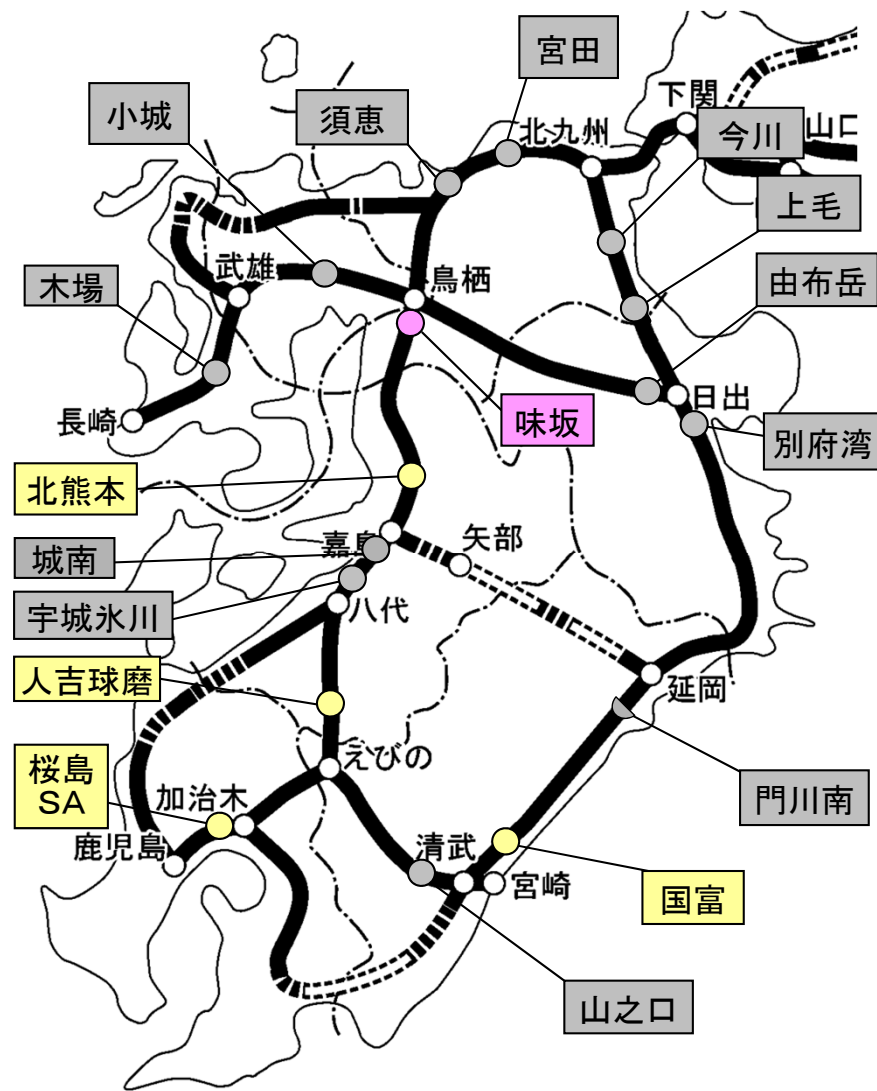 宮田
小城
須恵
下関
北九州
今川
山口
上毛
武雄
鳥栖
由布岳
木場
日出
長崎
味坂
別府湾
北熊本
矢部
城南
八代
宇城氷川
人吉球磨
延岡
えびの
桜島
SA
加治木
門川南
鹿児島
清武
宮崎
国富
山之口